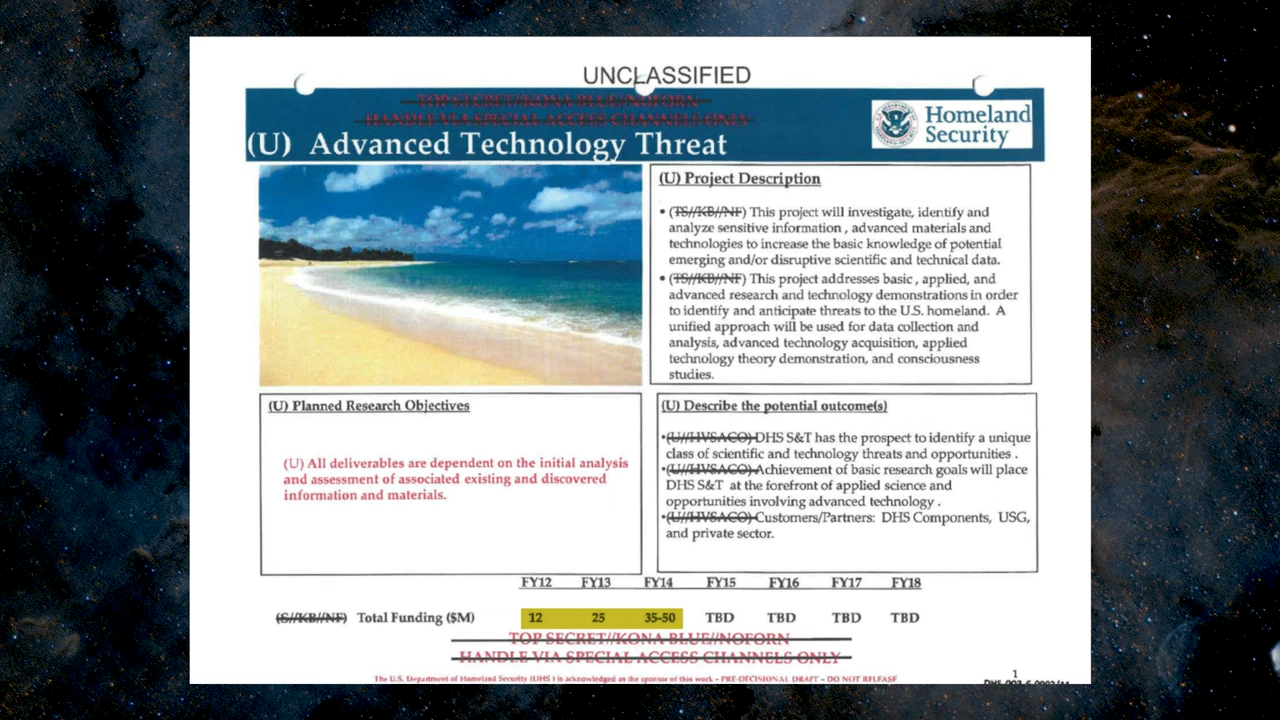 UNCLASSIFIED
TOP SECRET//KONA BLUE//NOFORN
HANDLE VIA SPECIAL ACCESS CHANNELS ONLY
(U) Advanced Technology Threat
Homeland
Security
(U) Project Description
• (TS//KB//NF) This project will investigate, identify and
analyze sensitive information , advanced materials and
technologies to increase the basic knowledge of potential
emerging and/or disruptive scientific and technical data.
• (TS//KB//NF) This project addresses basic , applied, and
advanced research and technology demonstrations in order
to identify and anticipate threats to the U.S. homeland. A
unified approach will be used for data collection and
analysis, advanced technology acquisition, applied
technology theory demonstration, and consciousness
studies.
(U) Planned Research Objectives
(U) All deliverables are dependent on the initial analysis
and assessment of associated existing and discovered
information and materials.
(U) Describe the potential outcome(s)
•(U//HVSACO) DHS S&T has the prospect to identify a unique
class of scientific and technology threats and opportunities .
•(U//HVSACO) Achievement of basic research goals will place
DHS S&T at the forefront of applied science and
opportunities involving advanced technology .
•(U//HVSACO) Customers/Partners: DHS Components, USG,
and private sector.
FY12 FY13 FY14 FY15 FY16 FY17 FY18
(S//KB//NF) Total Funding ($M) 12 25 35-50 TBD TBD TBD TBD
TOP SECRET//KONA BLUE//NOFORN
HANDLE VIA SPECIAL ACCESS CHANNELS ONLY
The U.S. Department of Homeland Security (DHS ) is acknowledged as the sponsor of this work - PRE-DECISIONAL DRAFT - DO NOT RELEASE
1